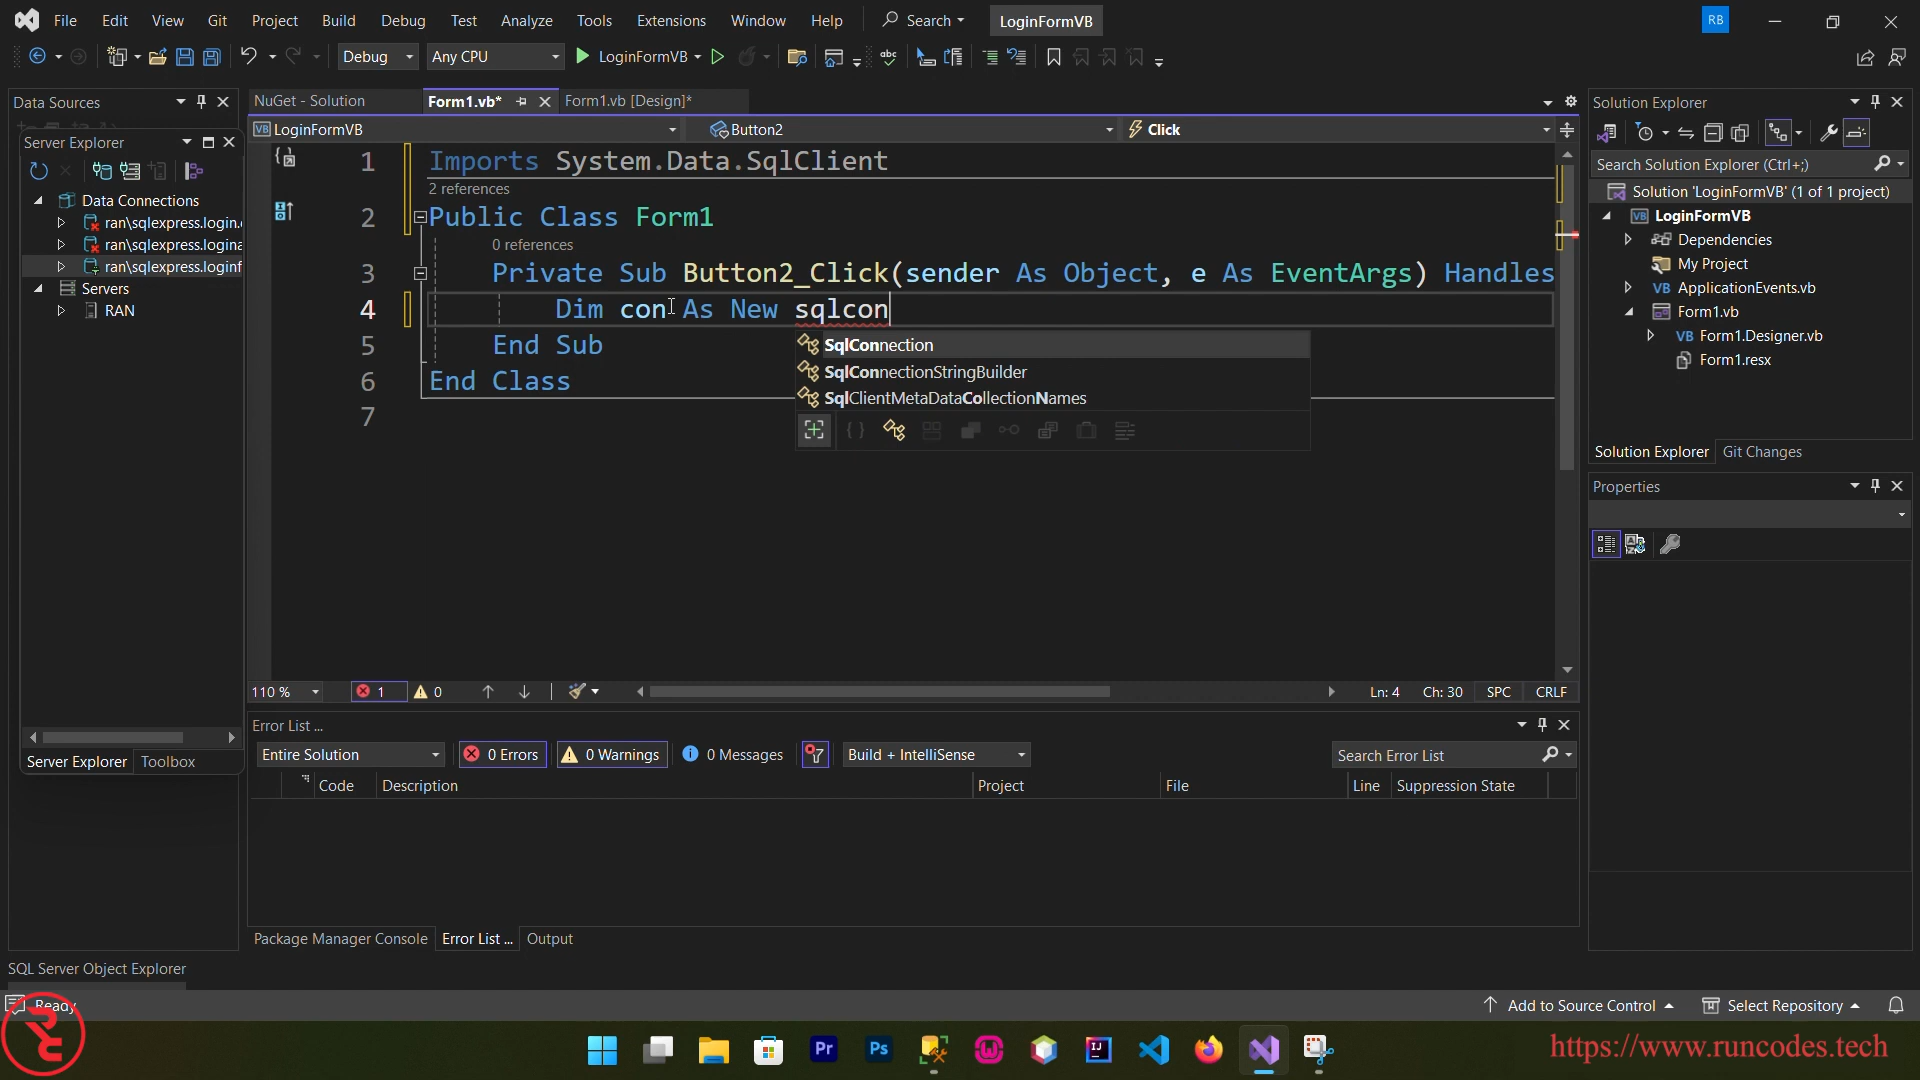 File Edit View Git Project Build Debug Test Analyze Tools Extensions Window Help Search LoginFormVB RB
Debug Any CPU LoginFormVB
Data Sources
Server Explorer
Data Connections
ran\sqlexpress.login.
ran\sqlexpress.logina
ran\sqlexpress.loginf
Servers
RAN
Server Explorer Toolbox
SQL Server Object Explorer
NuGet - Solution Form1.vb* Form1.vb [Design]*
VB LoginFormVB Button2 Click
1 Imports System.Data.SqlClient
2 references
2 Public Class Form1
0 references
3 Private Sub Button2_Click(sender As Object, e As EventArgs) Handles
4 Dim con As New sqlcon
SqlConnection
SqlConnectionStringBuilder
SqlClientMetaDataCollectionNames
5 End Sub
6 End Class
7
110 % 1 0 Ln: 4 Ch: 30 SPC CRLF
Error List ...
Entire Solution 0 Errors 0 Warnings 0 Messages Build + IntelliSense Search Error List
Code Description Project File Line Suppression State
Package Manager Console Error List ... Output
Solution Explorer
Search Solution Explorer (Ctrl+;)
Solution 'LoginFormVB' (1 of 1 project)
VB LoginFormVB
Dependencies
My Project
VB ApplicationEvents.vb
Form1.vb
VB Form1.Designer.vb
Form1.resx
Solution Explorer Git Changes
Properties
Ready Add to Source Control Select Repository
Pr Ps IJ
https://www.runcodes.tech